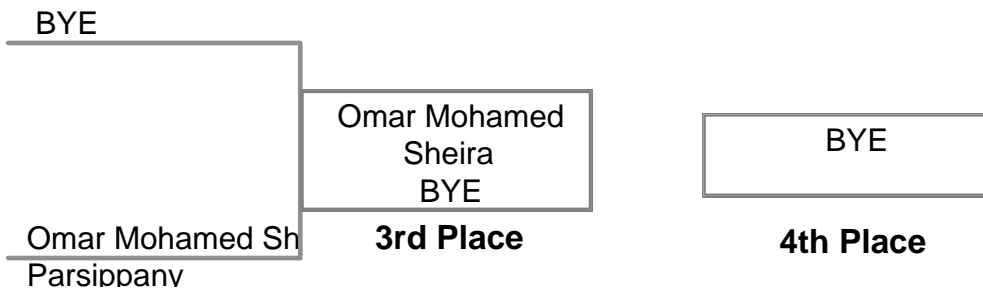 BYE
Omar Mohamed
Sheira
BYE
BYE
Omar Mohamed Sh
3rd Place
4th Place
Parsippany